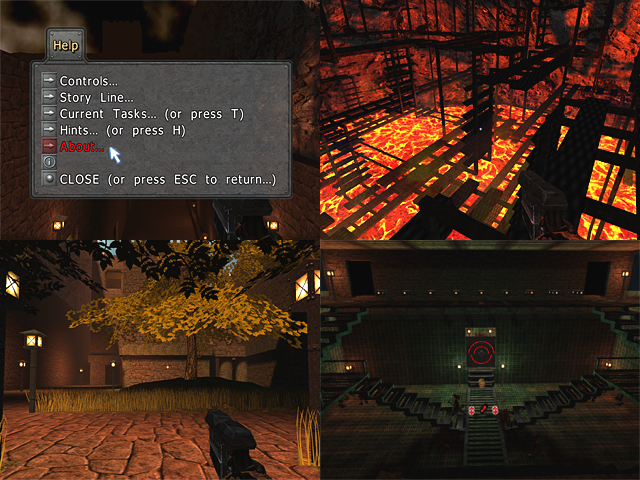 Help
Controls...
Story Line...
Current Tasks... (or press T)
Hints... (or press H)
About...
CLOSE (or press ESC to return...)